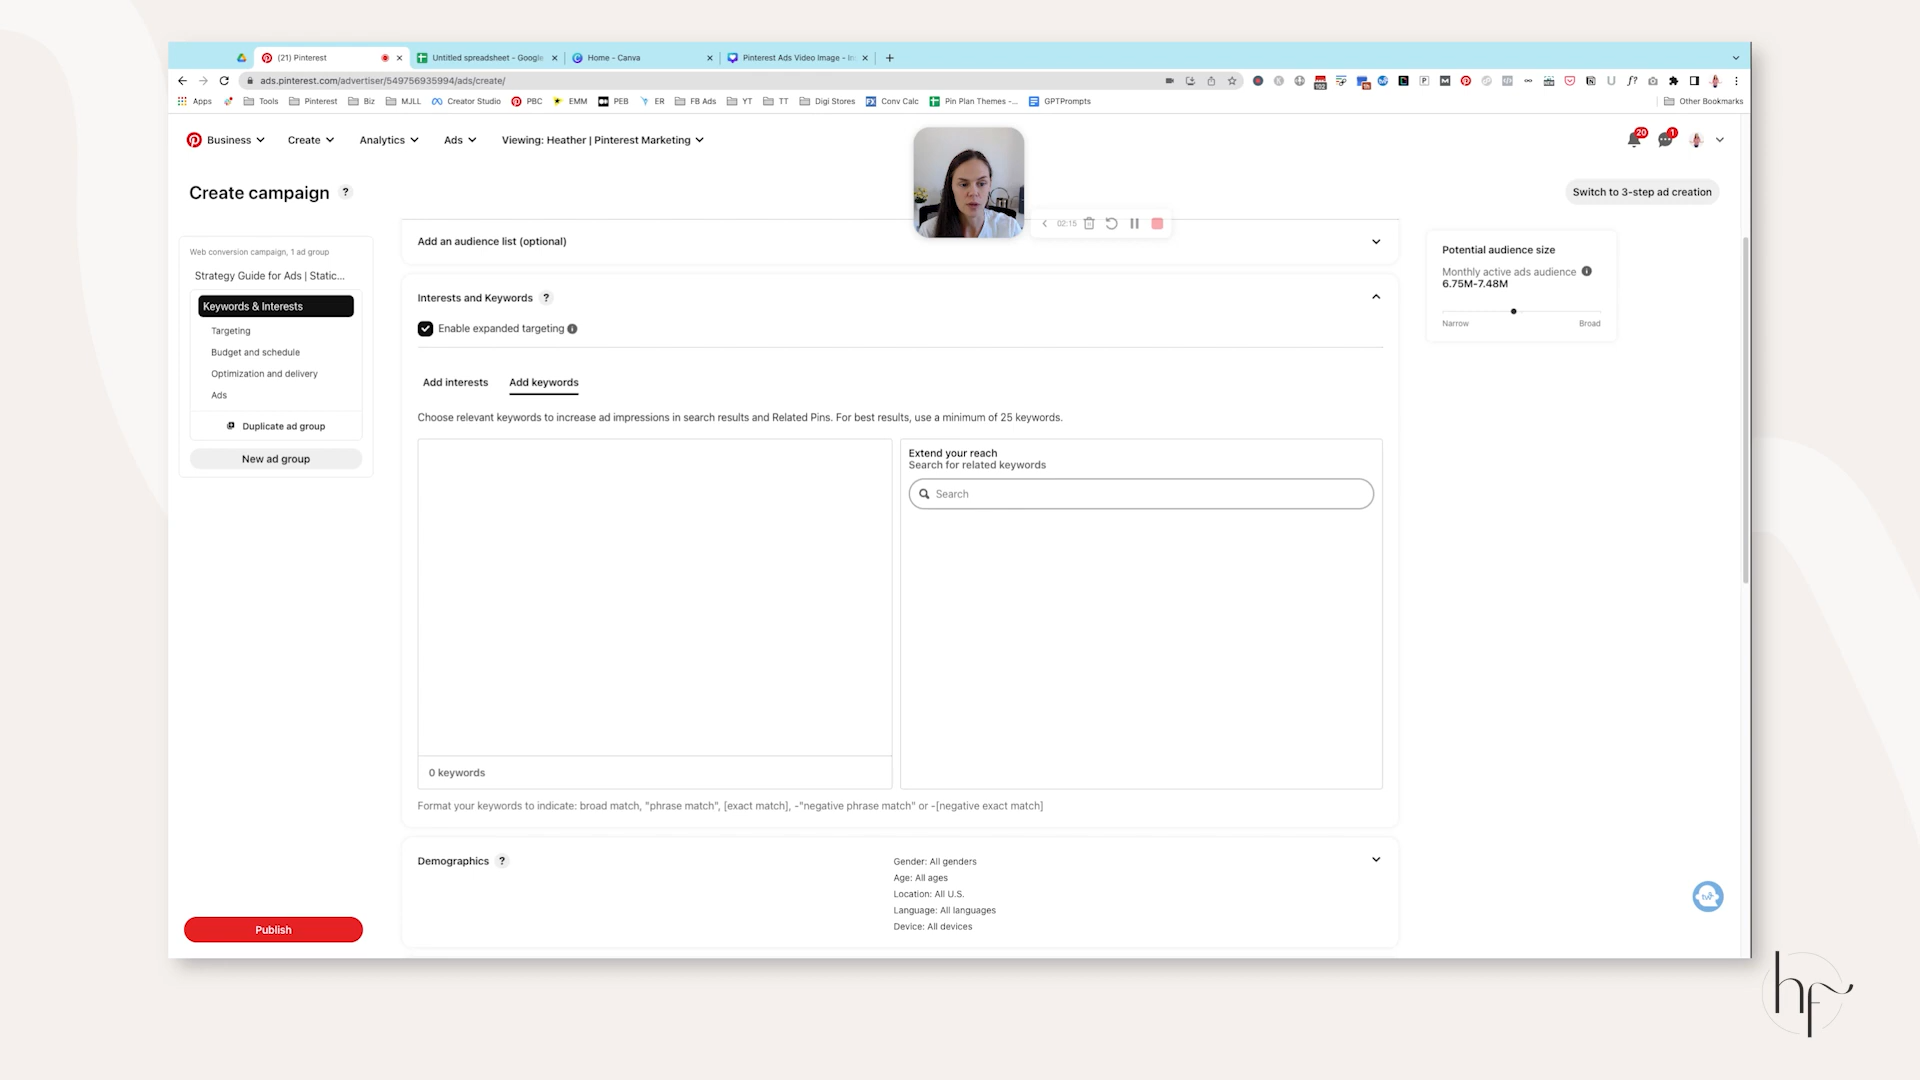 (21) Pinterest
Untitled spreadsheet - Google
Home - Canva
Pinterest Ads Video Image - In
ads.pinterest.com/advertiser/549756935994/ads/create/
Apps Tools Pinterest Biz MJLL Creator Studio PBC EMM PEB ER FB Ads YT TT Digi Stores Conv Calc Pin Plan Themes -... GPTPrompts Other Bookmarks
Business Create Analytics Ads Viewing: Heather | Pinterest Marketing 20 1
Create campaign ?
Switch to 3-step ad creation
02:15
Web conversion campaign, 1 ad group
Strategy Guide for Ads | Static...
Keywords & Interests
Targeting
Budget and schedule
Optimization and delivery
Ads
Duplicate ad group
New ad group
Publish
Add an audience list (optional)
Interests and Keywords ?
Enable expanded targeting
Add interests Add keywords
Choose relevant keywords to increase ad impressions in search results and Related Pins. For best results, use a minimum of 25 keywords.
0 keywords
Extend your reach
Search for related keywords
Search
Format your keywords to indicate: broad match, "phrase match", [exact match], -"negative phrase match" or -[negative exact match]
Demographics ?
Gender: All genders
Age: All ages
Location: All U.S.
Language: All languages
Device: All devices
Potential audience size
Monthly active ads audience
6.75M-7.48M
Narrow Broad
hf